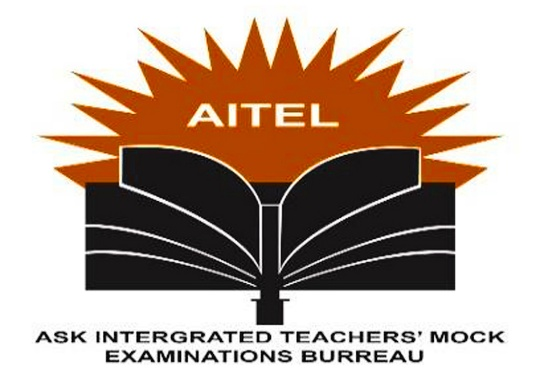 AITEL
ASK INTERGRATED TEACHERS' MOCK
EXAMINATIONS BURREAU